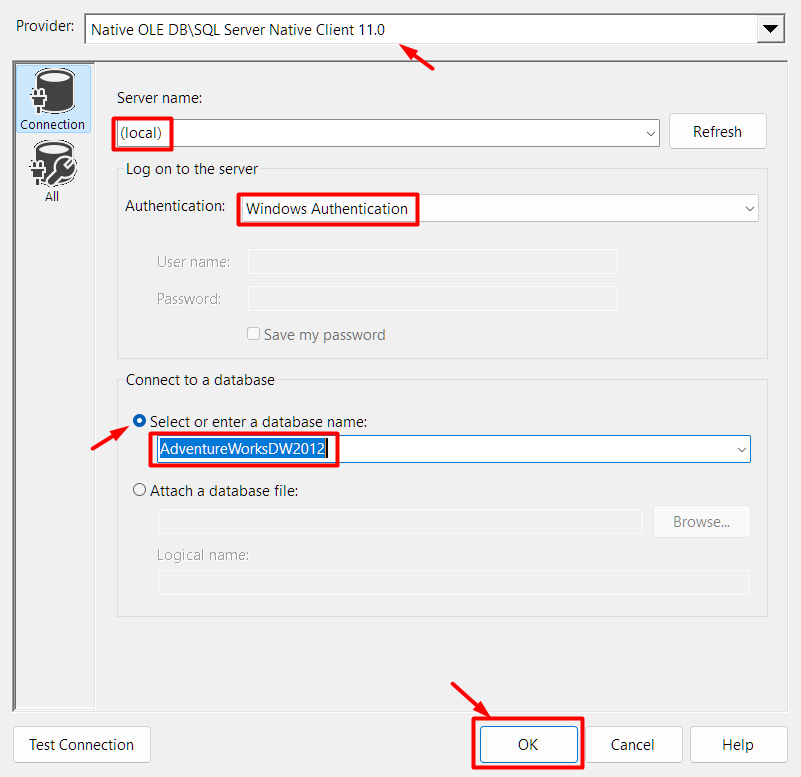 Provider: Native OLE DB\SQL Server Native Client 11.0
Connection
All
Server name:
(local)
Refresh
Log on to the server
Authentication: Windows Authentication
User name:
Password:
Save my password
Connect to a database
Select or enter a database name:
AdventureWorksDW2012
Attach a database file:
Browse...
Logical name:
Test Connection OK Cancel Help